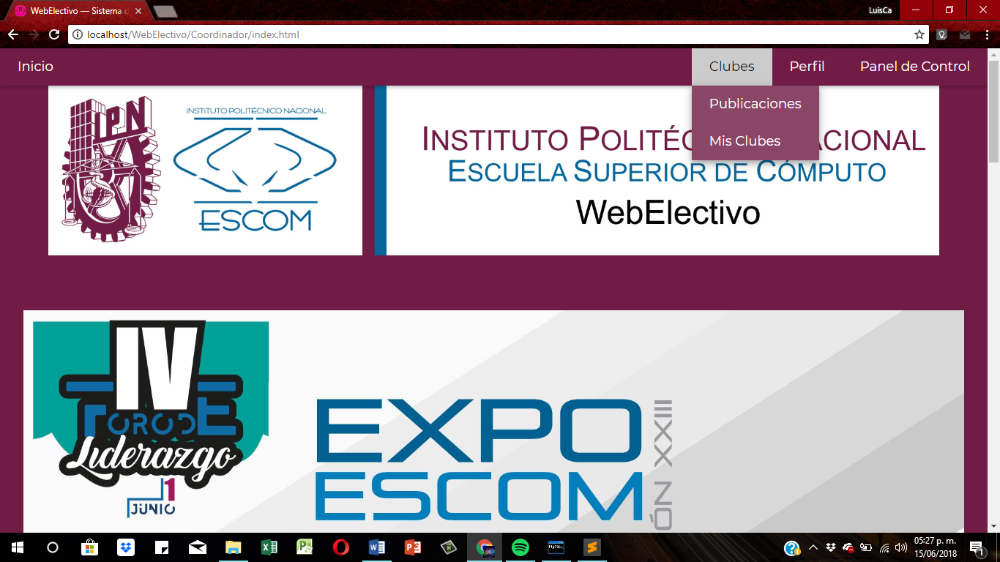 WebElectivo — Sistema d
LuisCa
localhost/WebElectivo/Coordinador/index.html
Inicio
Clubes
Perfil
Panel de Control
Publicaciones
Mis Clubes
IPN
INSTITUTO POLITÉCNICO NACIONAL
ESCOM
INSTITUTO POLITÉC ACIONAL
ESCUELA SUPERIOR DE CÓMPUTO
WebElectivo
IV
FORO DE
Liderazgo
1
JUNIO
EXPO
ESCOM
ÓN XXIII
MySQL
05:27 p. m.
15/06/2018
1